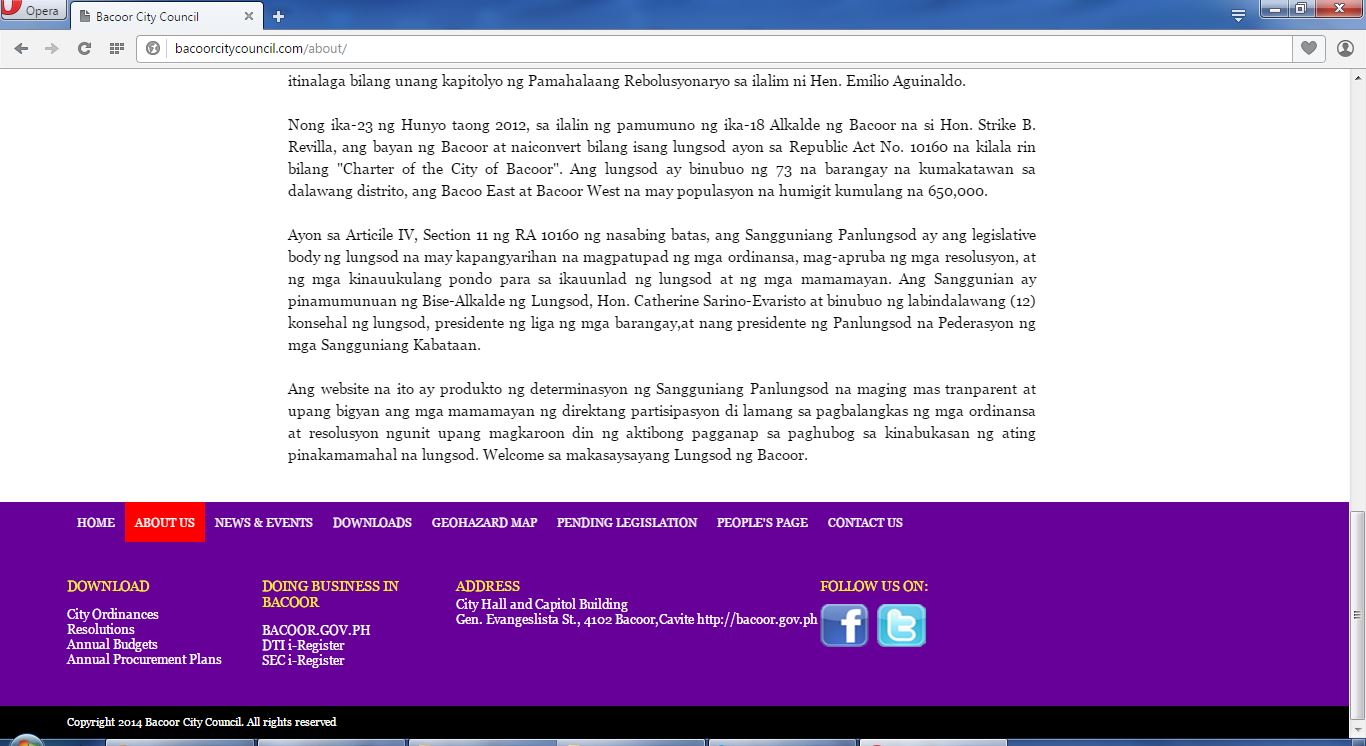 Opera
Bacoor City Council
bacoorcitycouncil.com/about/
itinalaga bilang unang kapitolyo ng Pamahalaang Rebolusyonaryo sa ilalim ni Hen. Emilio Aguinaldo.
Nong ika-23 ng Hunyo taong 2012, sa ilalin ng pamumuno ng ika-18 Alkalde ng Bacoor na si Hon. Strike B.
Revilla, ang bayan ng Bacoor at naiconvert bilang isang lungsod ayon sa Republic Act No. 10160 na kilala rin
bilang "Charter of the City of Bacoor". Ang lungsod ay binubuo ng 73 na barangay na kumakatawan sa
dalawang distrito, ang Bacoo East at Bacoor West na may populasyon na humigit kumulang na 650,000.
Ayon sa Articile IV, Section 11 ng RA 10160 ng nasabing batas, ang Sangguniang Panlungsod ay ang legislative
body ng lungsod na may kapangyarihan na magpatupad ng mga ordinansa, mag-apruba ng mga resolusyon, at
ng mga kinauukulang pondo para sa ikauunlad ng lungsod at ng mga mamamayan. Ang Sanggunian ay
pinamumunuan ng Bise-Alkalde ng Lungsod, Hon. Catherine Sarino-Evaristo at binubuo ng labindalawang (12)
konsehal ng lungsod, presidente ng liga ng mga barangay,at nang presidente ng Panlungsod na Pederasyon ng
mga Sangguniang Kabataan.
Ang website na ito ay produkto ng determinasyon ng Sangguniang Panlungsod na maging mas tranparent at
upang bigyan ang mga mamamayan ng direktang partisipasyon di lamang sa pagbalangkas ng mga ordinansa
at resolusyon ngunit upang magkaroon din ng aktibong pagganap sa paghubog sa kinabukasan ng ating
pinakamamahal na lungsod. Welcome sa makasaysayang Lungsod ng Bacoor.
HOME ABOUT US NEWS & EVENTS DOWNLOADS GEOHAZARD MAP PENDING LEGISLATION PEOPLE'S PAGE CONTACT US
DOWNLOAD
City Ordinances
Resolutions
Annual Budgets
Annual Procurement Plans
DOING BUSINESS IN
BACOOR
BACOOR.GOV.PH
DTI i-Register
SEC i-Register
ADDRESS
City Hall and Capitol Building
Gen. Evangeslista St., 4102 Bacoor,Cavite http://bacoor.gov.ph
FOLLOW US ON:
Copyright 2014 Bacoor City Council. All rights reserved